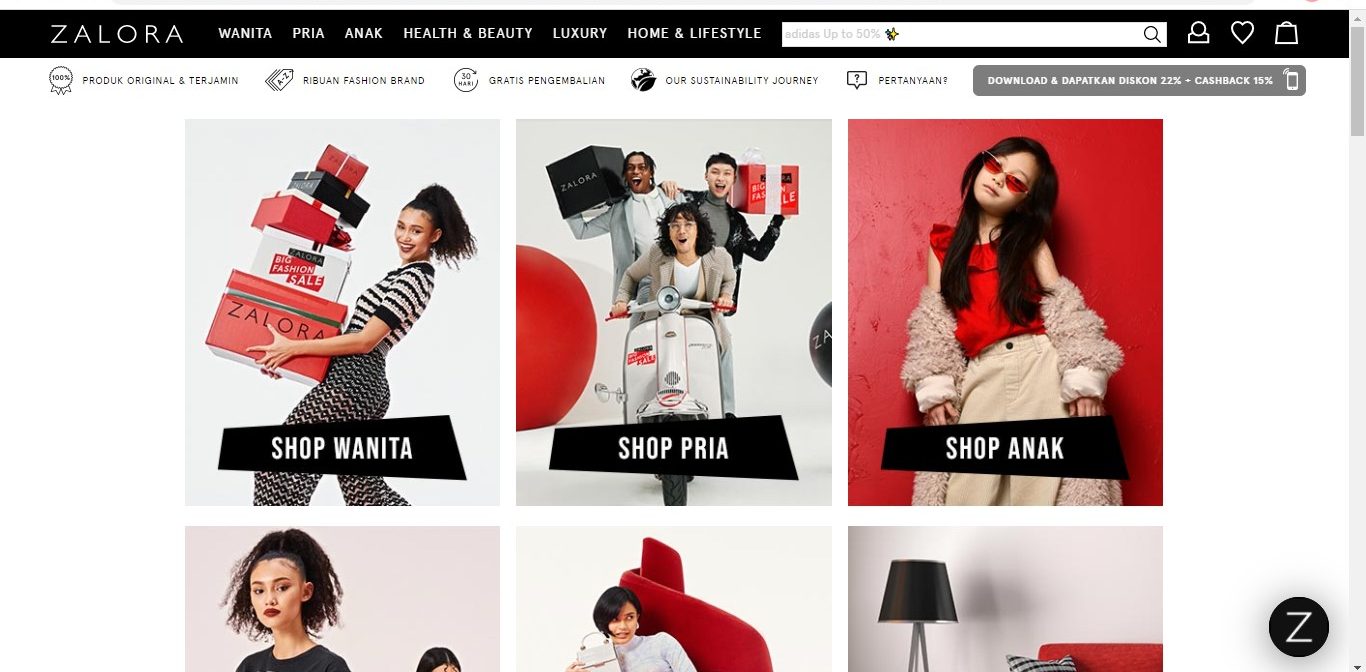 ZALORA
WANITA PRIA ANAK HEALTH & BEAUTY LUXURY HOME & LIFESTYLE
adidas Up to 50%
100% PRODUK ORIGINAL & TERJAMIN
A-Z RIBUAN FASHION BRAND
30 HARI GRATIS PENGEMBALIAN
OUR SUSTAINABILITY JOURNEY
? PERTANYAAN?
DOWNLOAD & DAPATKAN DISKON 22% + CASHBACK 15%
ZALORA
ZALORA
ZALORA
BIG
FASHION
SALE
ZALORA
SHOP WANITA
ZALORA
ZALORA
BIG
FASHION
SALE
SHOP PRIA
SHOP ANAK
Z